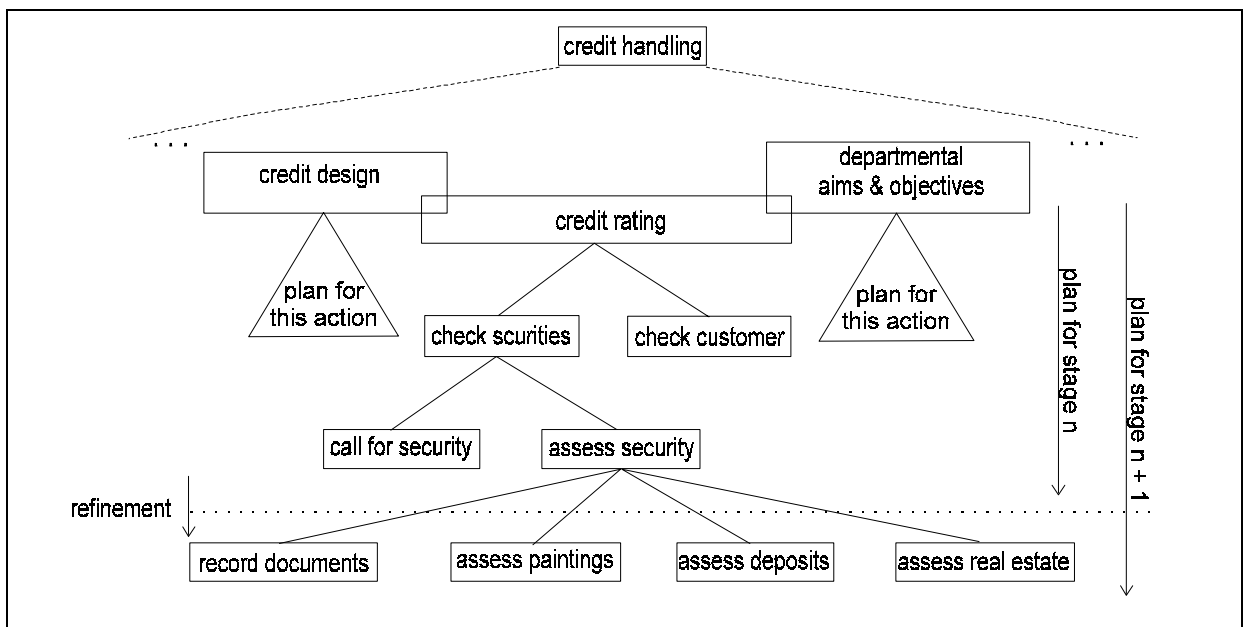 credit handling
...
...
credit design
departmental
aims & objectives
credit rating
plan for
this action
plan for
this action
check scurities
check customer
plan for stage n
plan for stage n + 1
call for security
assess security
refinement
record documents
assess paintings
assess deposits
assess real estate